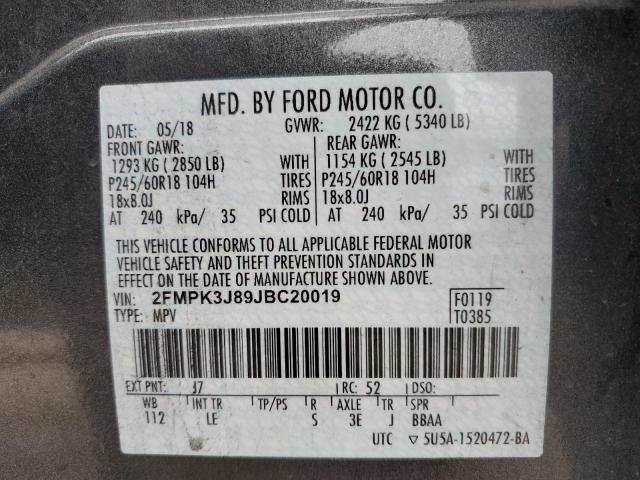 MFD. BY FORD MOTOR CO.
DATE: 05/18 GVWR: 2422 KG ( 5340 LB)
FRONT GAWR: REAR GAWR:
1293 KG ( 2850 LB) WITH 1154 KG ( 2545 LB) WITH
P245/60R18 104H TIRES P245/60R18 104H TIRES
18x8.0J RIMS 18x8.0J RIMS
AT 240 kPa/ 35 PSI COLD AT 240 kPa/ 35 PSI COLD
THIS VEHICLE CONFORMS TO ALL APPLICABLE FEDERAL MOTOR
VEHICLE SAFETY AND THEFT PREVENTION STANDARDS IN
EFFECT ON THE DATE OF MANUFACTURE SHOWN ABOVE.
VIN: 2FMPK3J89JBC20019 F0119
TYPE: MPV T0385
EXT PNT: J7 RC: 52 DSO:
WB INT TR TP/PS R AXLE TR SPR
112 LE S 3E J BBAA
UTC ▽ 5U5A-1520472-BA